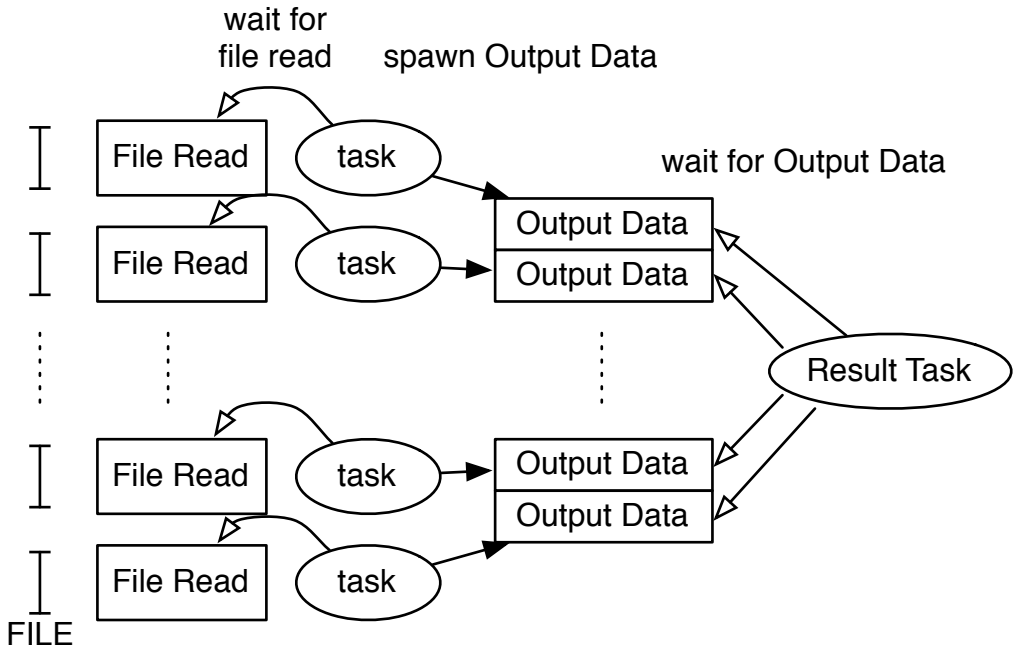 wait for
file read
spawn Output Data
File Read
task
wait for Output Data
Output Data
File Read
task
Output Data
Result Task
File Read
task
Output Data
Output Data
File Read
task
FILE